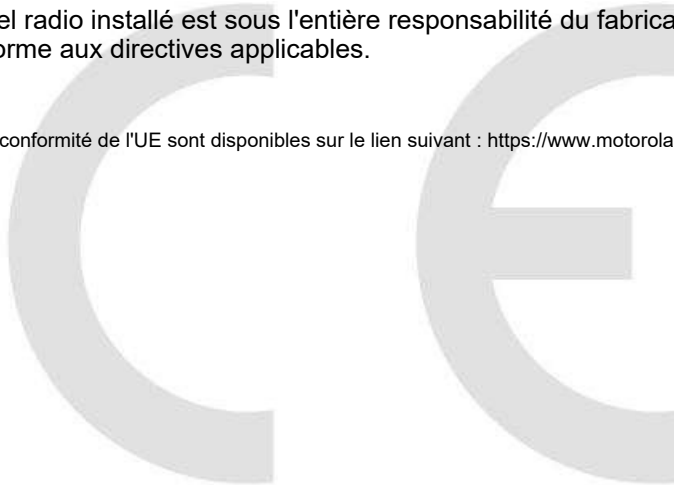 el radio installé est sous l'entière responsabilité du fabrica
orme aux directives applicables.
conformité de l'UE sont disponibles sur le lien suivant : https://www.motorola
CE